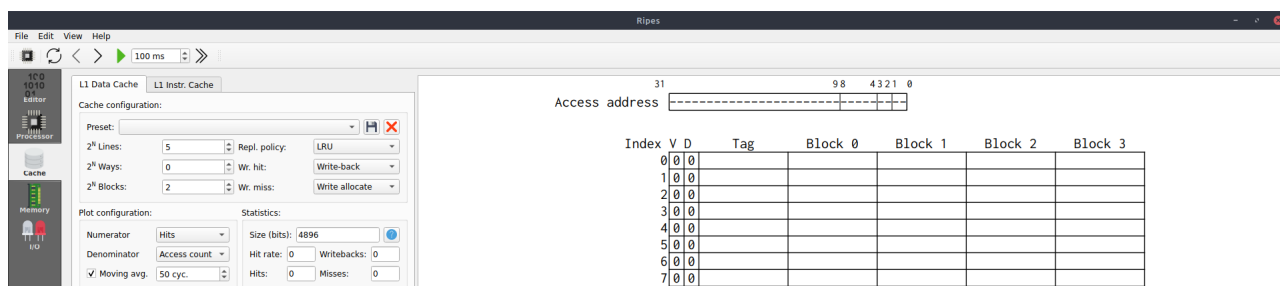 Ripes
File Edit View Help
100 ms
Editor
Processor
Cache
Memory
I/O
L1 Data Cache L1 Instr. Cache
Cache configuration:
Preset:
2^N Lines: 5 Repl. policy: LRU
2^N Ways: 0 Wr. hit: Write-back
2^N Blocks: 2 Wr. miss: Write allocate
Plot configuration: Statistics:
Numerator Hits Size (bits): 4896
Denominator Access count Hit rate: 0 Writebacks: 0
Moving avg. 50 cyc. Hits: 0 Misses: 0
31 9 8 4 3 2 1 0
Access address
Index V D Tag Block 0 Block 1 Block 2 Block 3
0 0 0
1 0 0
2 0 0
3 0 0
4 0 0
5 0 0
6 0 0
7 0 0